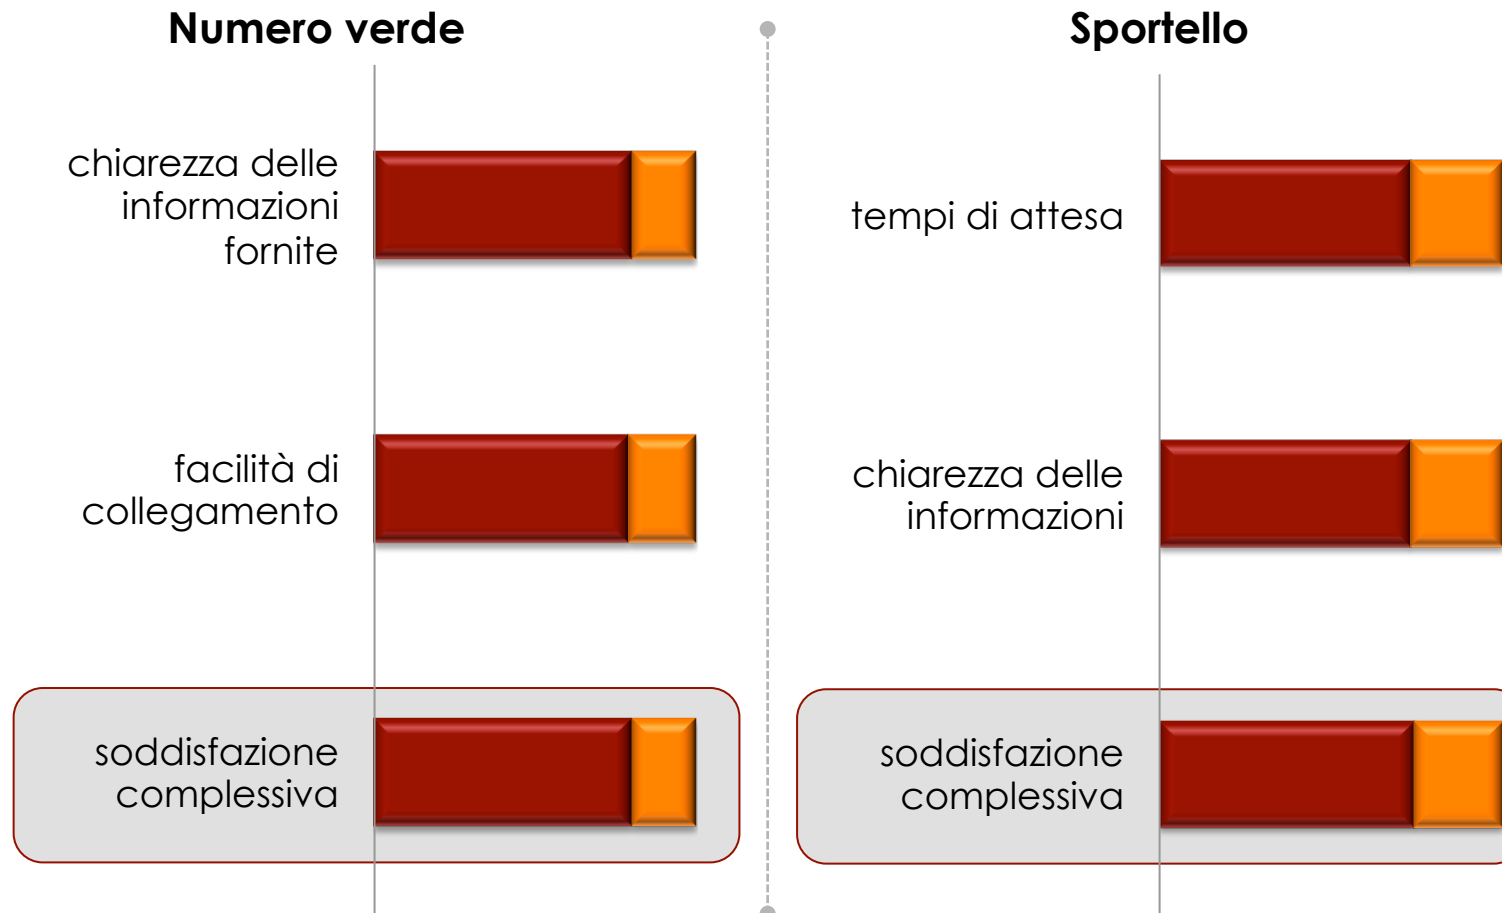 Numero verde
chiarezza delle
informazioni
fornite
facilità di
collegamento
soddisfazione
complessiva
Sportello
tempi di attesa
chiarezza delle
informazioni
soddisfazione
complessiva